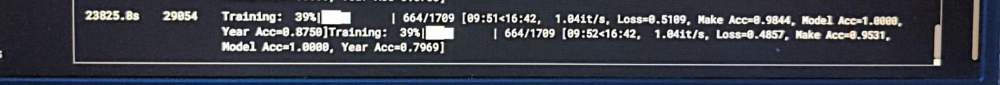 23825.8s 29054 Training: 39%| | 664/1709 [09:51<16:42, 1.04it/s, Loss=0.5109, Make Acc=0.9844, Model Acc=1.0000,
Year Acc=0.8750]Training: 39%| | 664/1709 [09:52<16:42, 1.04it/s, Loss=0.4857, Make Acc=0.9531,
Model Acc=1.0000, Year Acc=0.7969]